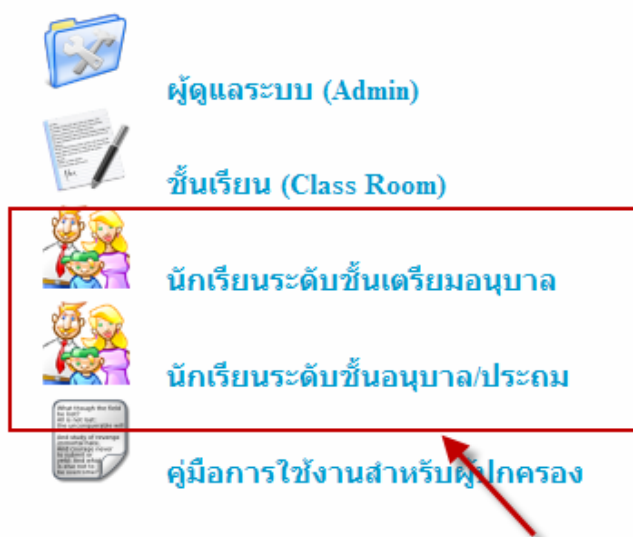 ผู้ดูแลระบบ (Admin)
ชั้นเรียน (Class Room)
นักเรียนระดับชั้นเตรียมอนุบาล
นักเรียนระดับชั้นอนุบาล/ประถม
คู่มือการใช้งานสำหรับผู้ปกครอง